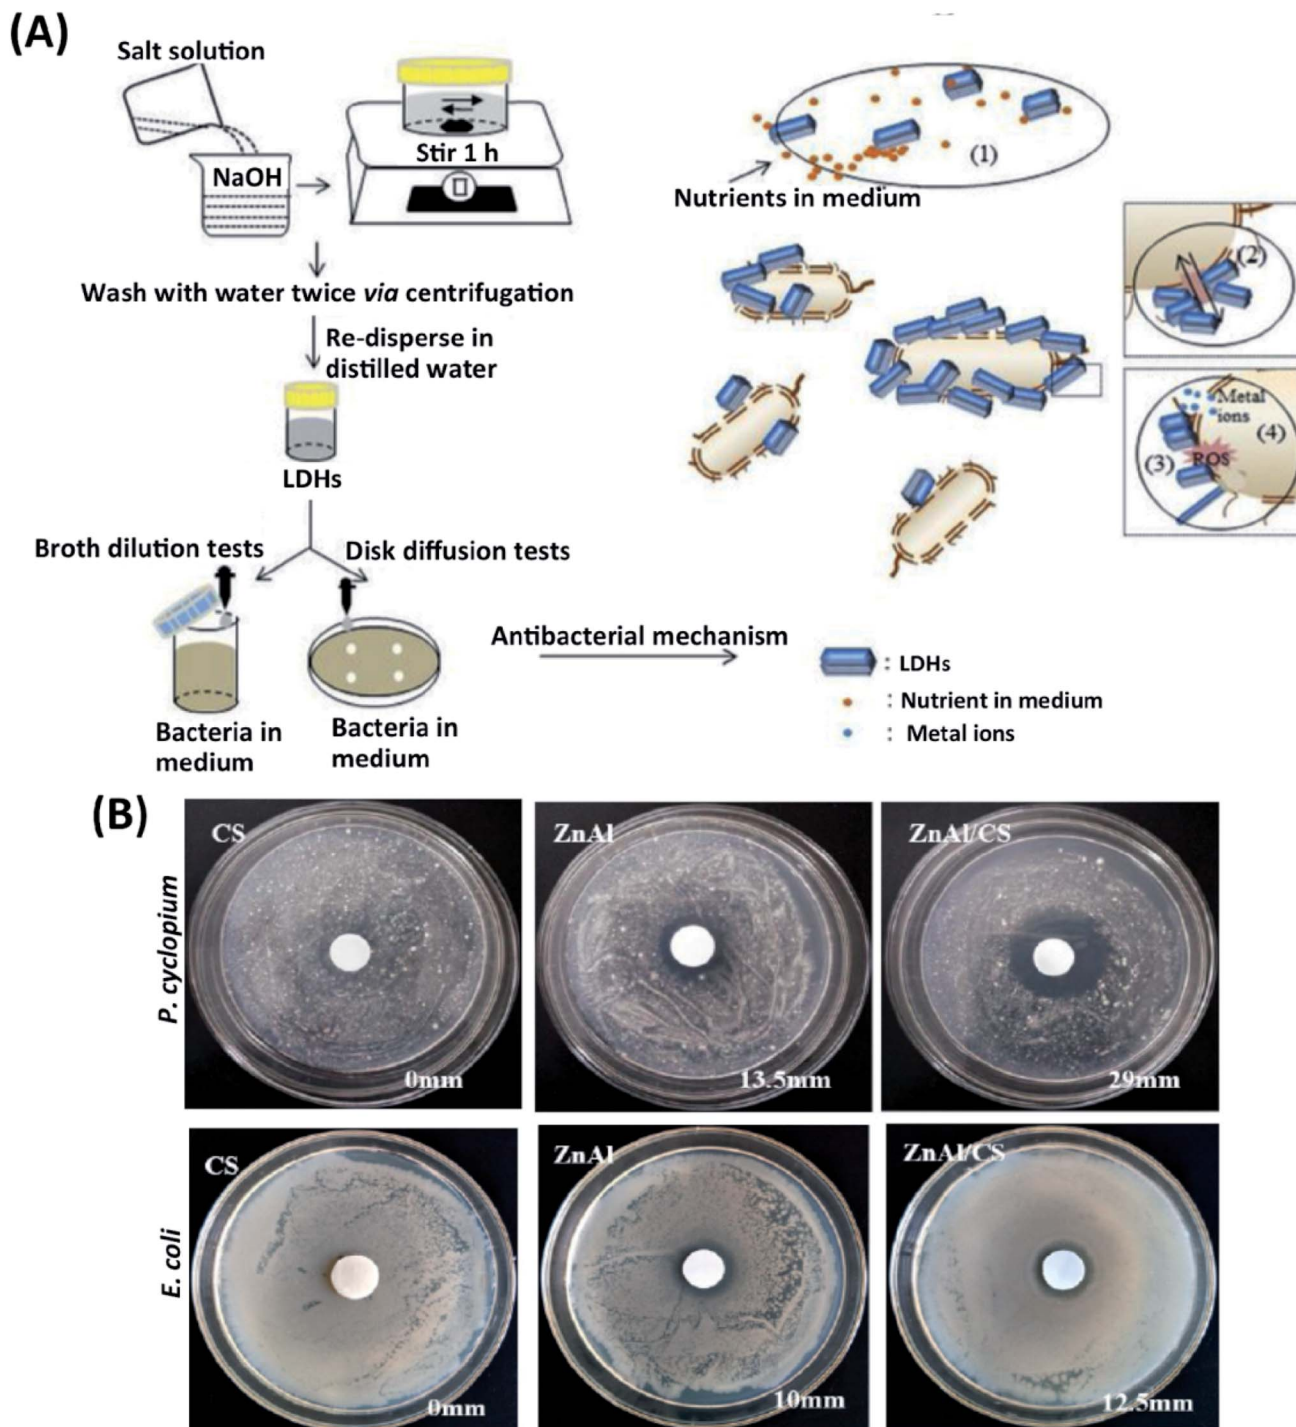 (A)
Salt solution
NaOH
Stir 1 h
Wash with water twice via centrifugation
Re-disperse in
distilled water
LDHs
Broth dilution tests
Disk diffusion tests
Bacteria in
medium
Bacteria in
medium
Antibacterial mechanism
(1)
Nutrients in medium
(2)
Metal
ions
(4)
(3)
ROS
: LDHs
: Nutrient in medium
: Metal ions
(B)
P. cyclopium
CS
0mm
ZnAl
13.5mm
ZnAl/CS
29mm
E. coli
CS
0mm
ZnAl
10mm
ZnAl/CS
12.5mm